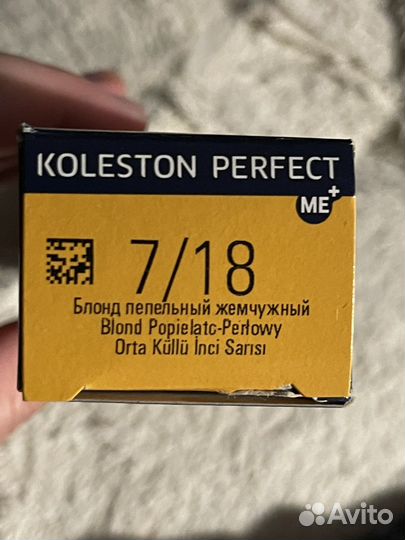 KOLESTON PERFECT
ME+
7/18
Блонд пепельный жемчужный
Blond Popielato-Perłowy
Orta Küllü İnci Sarısı
Avito